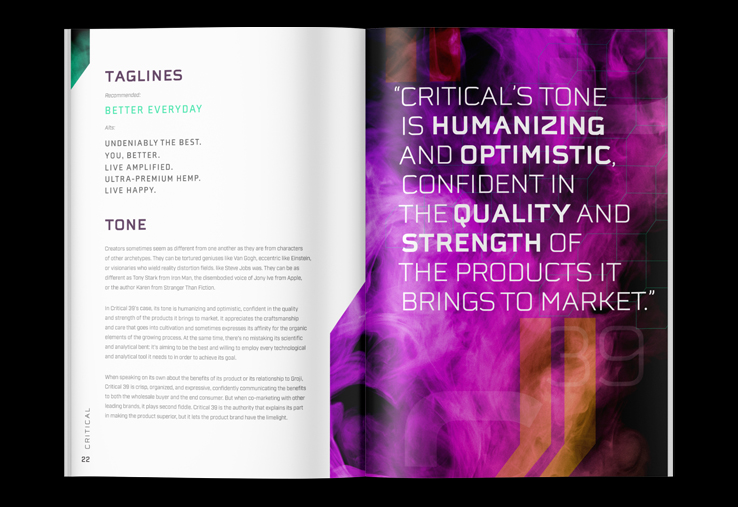 TAGLINES
Recommended:
BETTER EVERYDAY
Alts:
UNDENIABLY THE BEST.
YOU, BETTER.
LIVE AMPLIFIED.
ULTRA-PREMIUM HEMP.
LIVE HAPPY.
TONE
Creators sometimes seem as different from one another as they are from characters
of other archetypes. They can be tortured geniuses like Van Gogh, eccentric like Einstein,
or visionaries who wield reality distortion fields, like Steve Jobs was. They can be as
different as Tony Stark from Iron Man, the disembodied voice of Jony Ive from Apple,
or the author Karen from Stranger Than Fiction.
In Critical 39's case, its tone is humanizing and optimistic, confident in the quality
and strength of the products it brings to market. It appreciates the craftsmanship
and care that goes into cultivation and sometimes expresses its affinity for the organic
elements of the growing process. At the same time, there's no mistaking its scientific
and analytical bent; it's aiming to be the best and willing to employ every technological
and analytical tool it needs to in order to achieve its goal.
When speaking on its own about the benefits of its product or its relationship to
Critical 39 is crisp, organized, and expressive, confidently communicating the benefits
to both the wholesale buyer and the end consumer. But when co-marketing with other
leading brands, it plays second fiddle. Critical 39 is the authority that explains its part
in making the product superior, but it lets the product brand have the limelight.
CRITICAL
22
“CRITICAL'S TONE
IS HUMANIZING
AND OPTIMISTIC,
CONFIDENT IN
THE QUALITY AND
STRENGTH OF
THE PRODUCTS IT
BRINGS TO MARKET.”
39